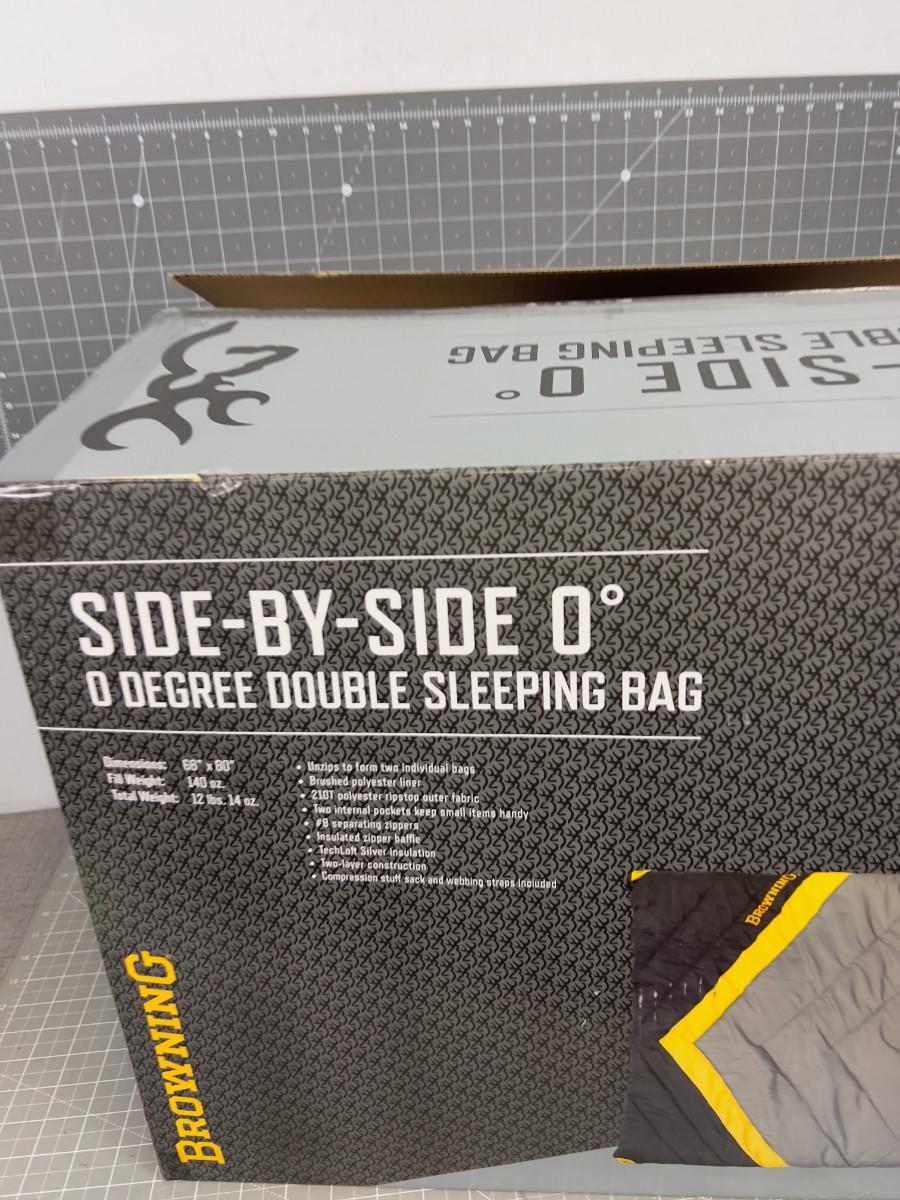 -SIDE 0°
BLE SLEEPING BAG
SIDE-BY-SIDE 0°
0 DEGREE DOUBLE SLEEPING BAG
Dimensions: 68" x 80"
Fill Weight: 140 oz.
Total Weight: 12 lbs. 14 oz.
• Unzips to form two individual bags
• Brushed polyester liner
• 210T polyester ripstop outer fabric
• Two internal pockets keep small items handy
• #8 separating zippers
• Insulated zipper baffle
• TechLoft Silver Insulation
• Two-layer construction
• Compression stuff sack and webbing straps included
BROWNING
BROWNING